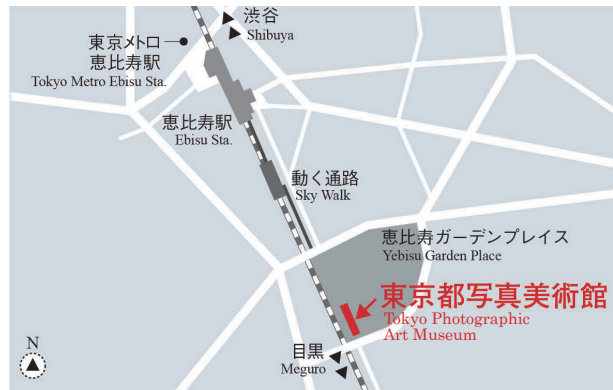 渋谷
Shibuya
東京メトロ
恵比寿駅
Tokyo Metro Ebisu Sta.
恵比寿駅
Ebisu Sta.
動く通路
Sky Walk
恵比寿ガーデンプレイス
Yebisu Garden Place
東京都写真美術館
Tokyo Photographic
Art Museum
目黒
Meguro
N